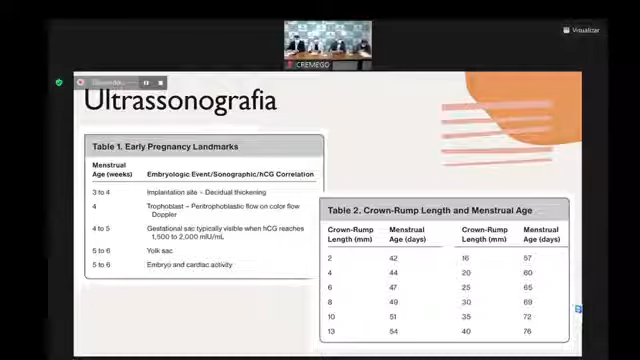 Visualizar
CREMEGO
Ultrassonografia
Table 1. Early Pregnancy Landmarks
Menstrual
Age (weeks) Embryologic Event/Sonographic/hCG Correlation
3 to 4 Implantation site – Decidual thickening
4 Trophoblast – Peritrophoblastic flow on color flow
Doppler
4 to 5 Gestational sac typically visible when hCG reaches
1,500 to 2,000 mIU/mL
5 to 6 Yolk sac
5 to 6 Embryo and cardiac activity
Table 2. Crown-Rump Length and Menstrual Age
Crown-Rump Menstrual Crown-Rump Menstrual
Length (mm) Age (days) Length (mm) Age (days)
2 42 16 57
4 44 20 60
6 47 25 65
8 49 30 69
10 51 35 72
13 54 40 76